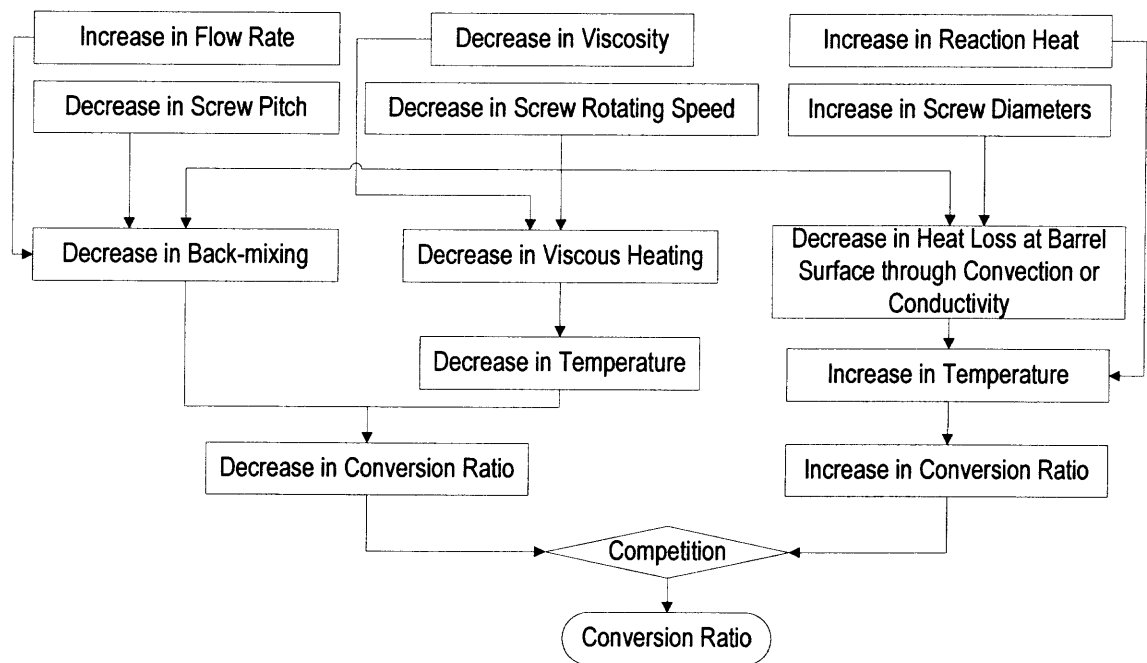 Increase in Flow Rate
Decrease in Viscosity
Increase in Reaction Heat
Decrease in Screw Pitch
Decrease in Screw Rotating Speed
Increase in Screw Diameters
Decrease in Back-mixing
Decrease in Viscous Heating
Decrease in Heat Loss at Barrel
Surface through Convection or
Conductivity
Decrease in Temperature
Increase in Temperature
Decrease in Conversion Ratio
Increase in Conversion Ratio
Competition
Conversion Ratio